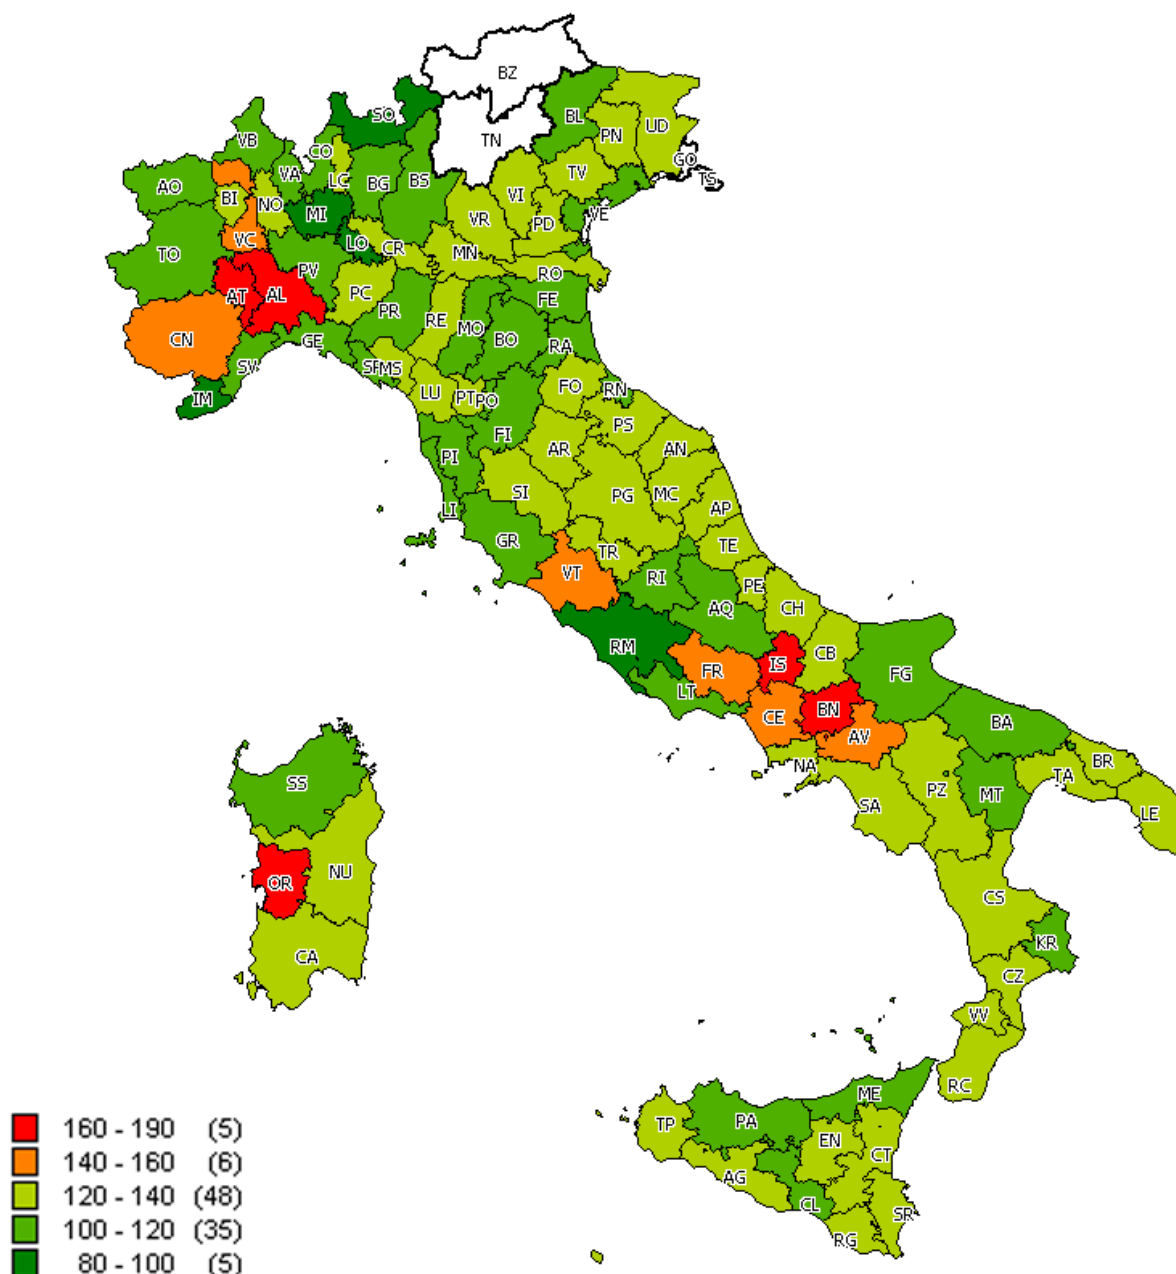 BZ
SO
TN
BL
PN
UD
GO
TS
VB
CO
VA
LC
BG
BS
AO
BI
NO
MI
VR
VI
TV
PD
VE
TO
VC
LO
CR
MN
RO
AT
AL
PV
PC
PR
RE
MO
FE
BO
RA
CN
GE
SV
SP
MS
IM
LU
PT
PO
FO
RN
FI
PS
PI
AR
AN
SI
PG
MC
LI
AP
GR
TR
TE
VT
RI
PE
AQ
CH
RM
FR
IS
CB
FG
LT
CE
BN
AV
BA
NA
PZ
MT
TA
BR
SA
LE
SS
OR
NU
CA
CS
KR
CZ
VV
RC
ME
TP
PA
EN
CT
AG
CL
SR
RG
160 - 190 (5)
140 - 160 (6)
120 - 140 (48)
100 - 120 (35)
80 - 100 (5)